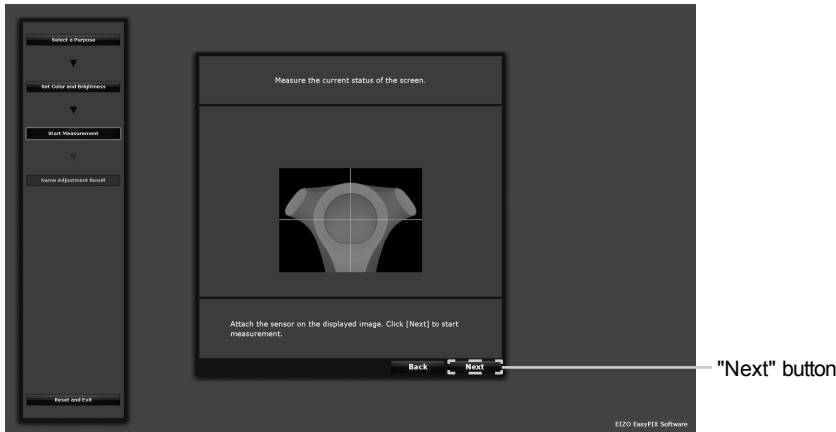 Select a Purpose
Set Color and Brightness
Start Measurement
Name Adjustment Result
Reset and Exit
Measure the current status of the screen.
Attach the sensor on the displayed image. Click [Next] to start
measurement.
Back Next
"Next" button
EIZO EasyPIX Software